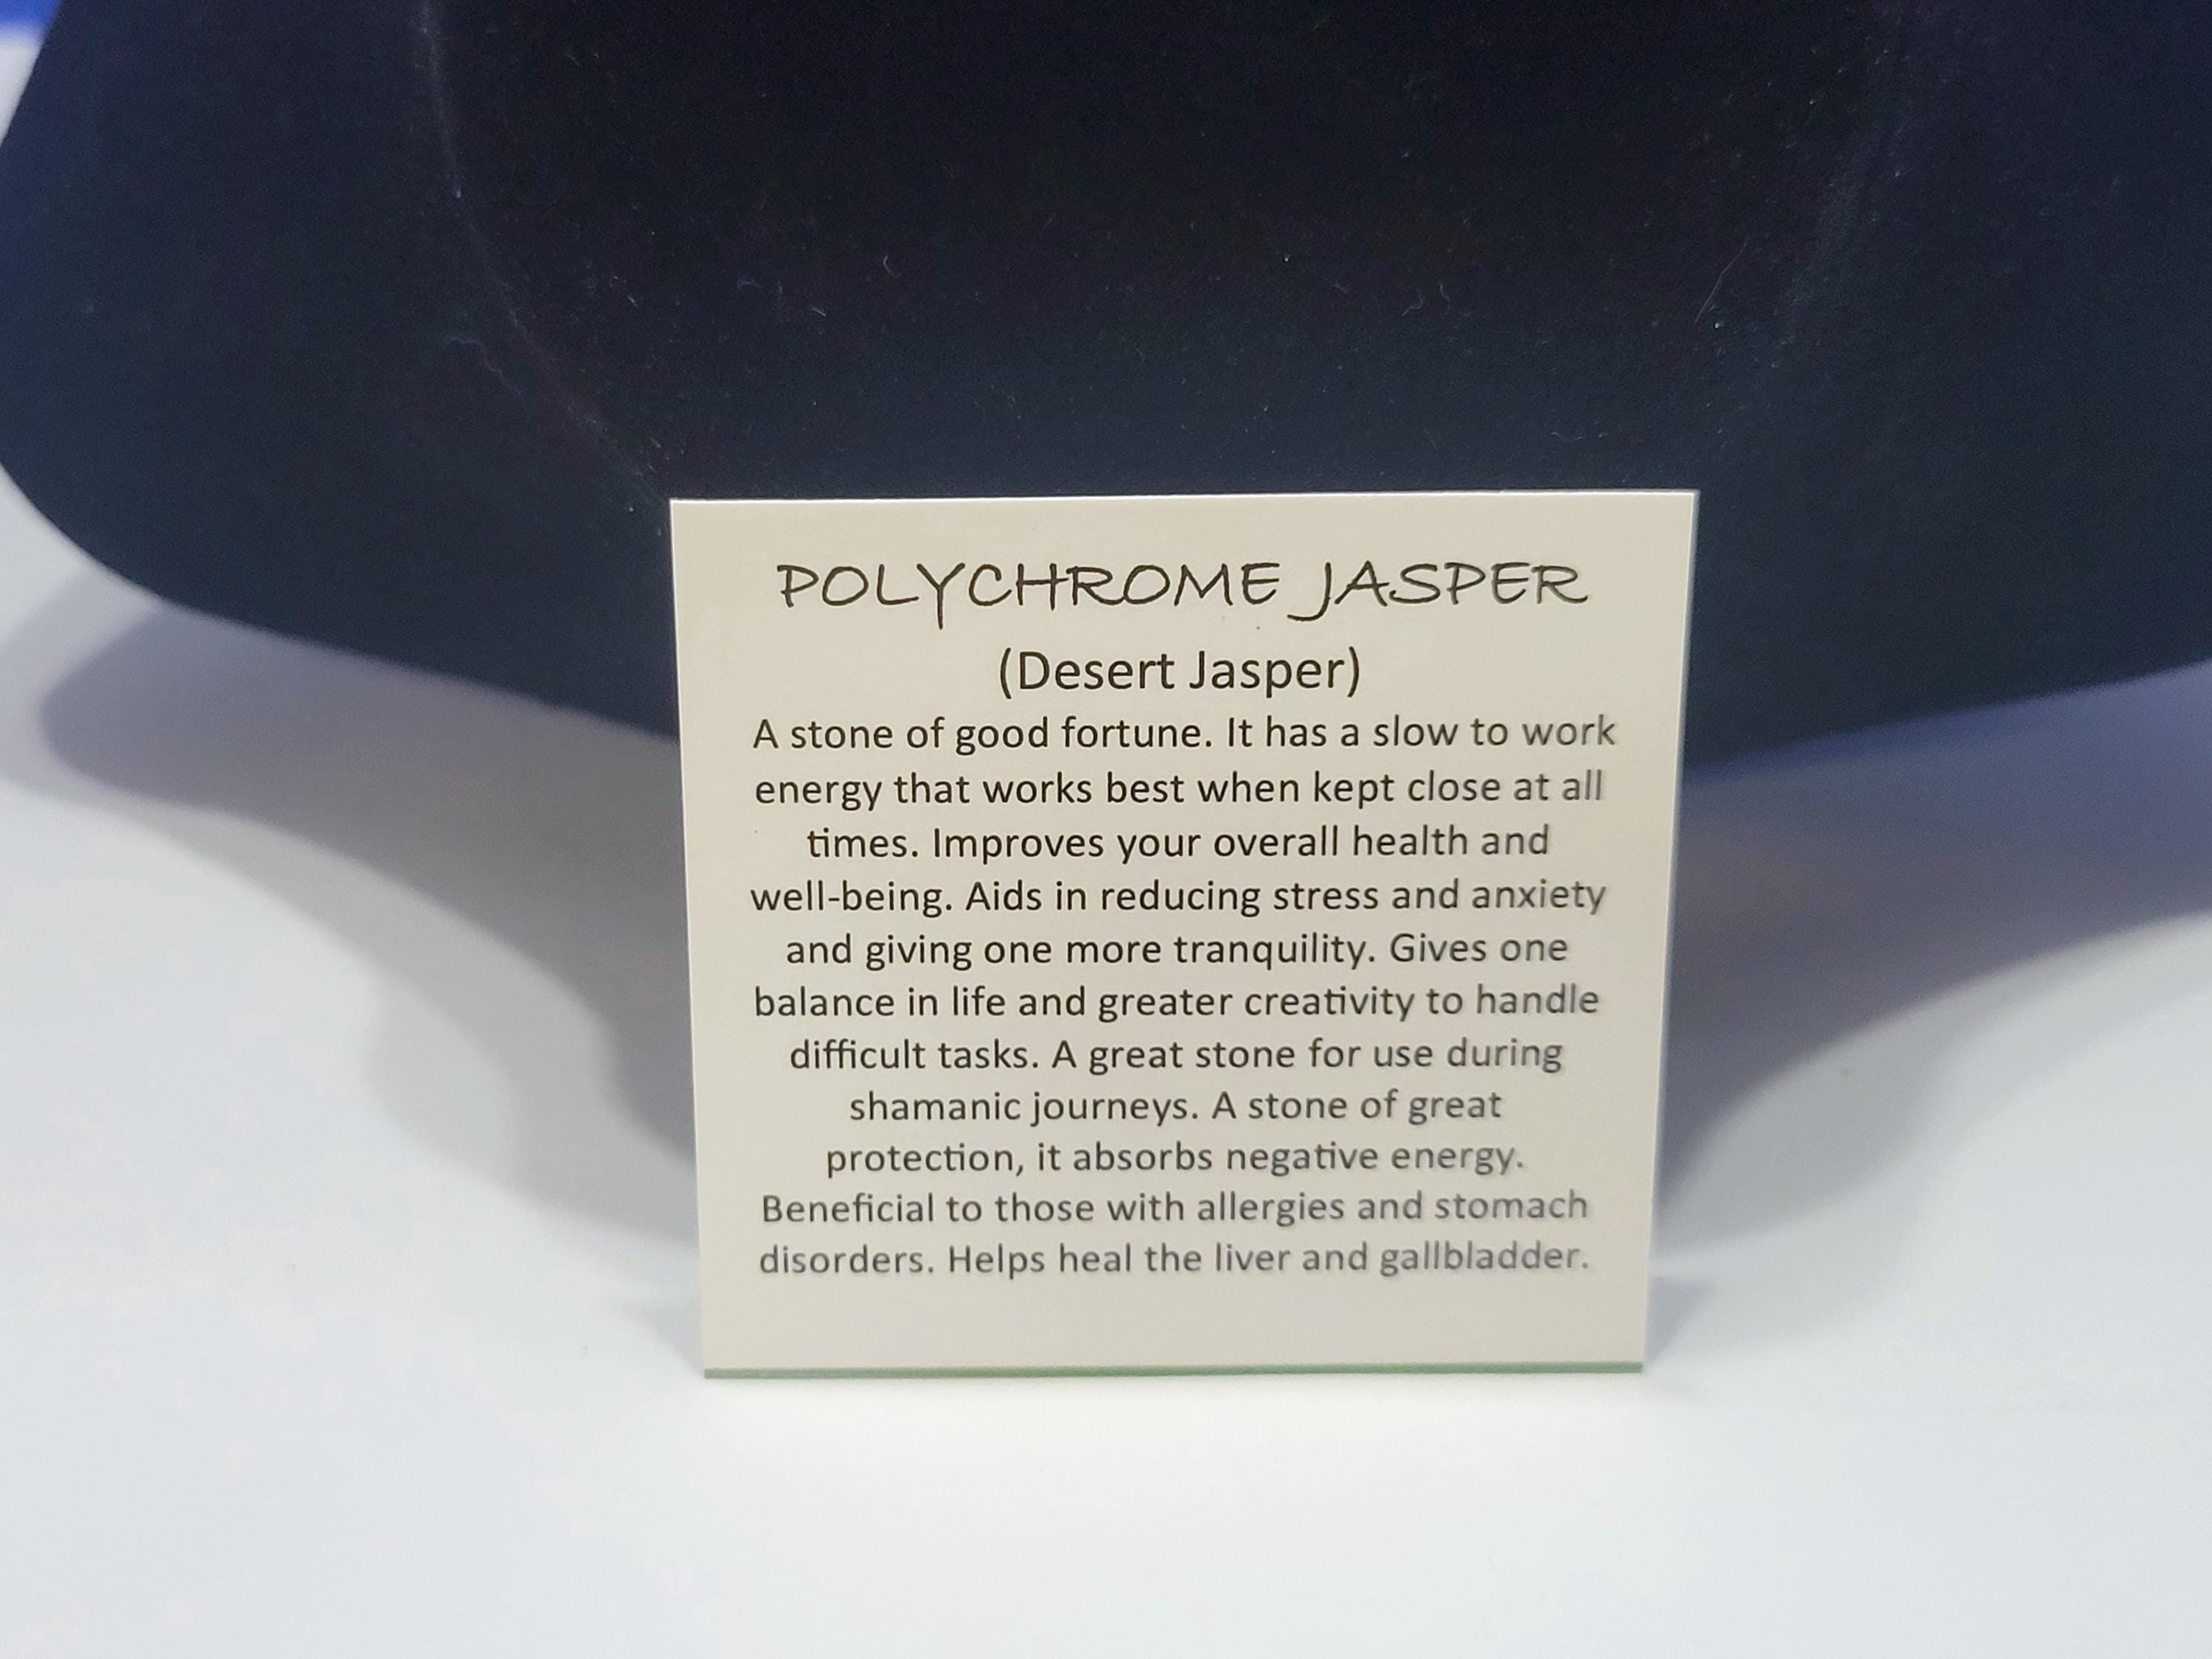 POLYCHROME JASPER
(Desert Jasper)
A stone of good fortune. It has a slow to work
energy that works best when kept close at all
times. Improves your overall health and
well-being. Aids in reducing stress and anxiety
and giving one more tranquility. Gives one
balance in life and greater creativity to handle
difficult tasks. A great stone for use during
shamanic journeys. A stone of great
protection, it absorbs negative energy.
Beneficial to those with allergies and stomach
disorders. Helps heal the liver and gallbladder.